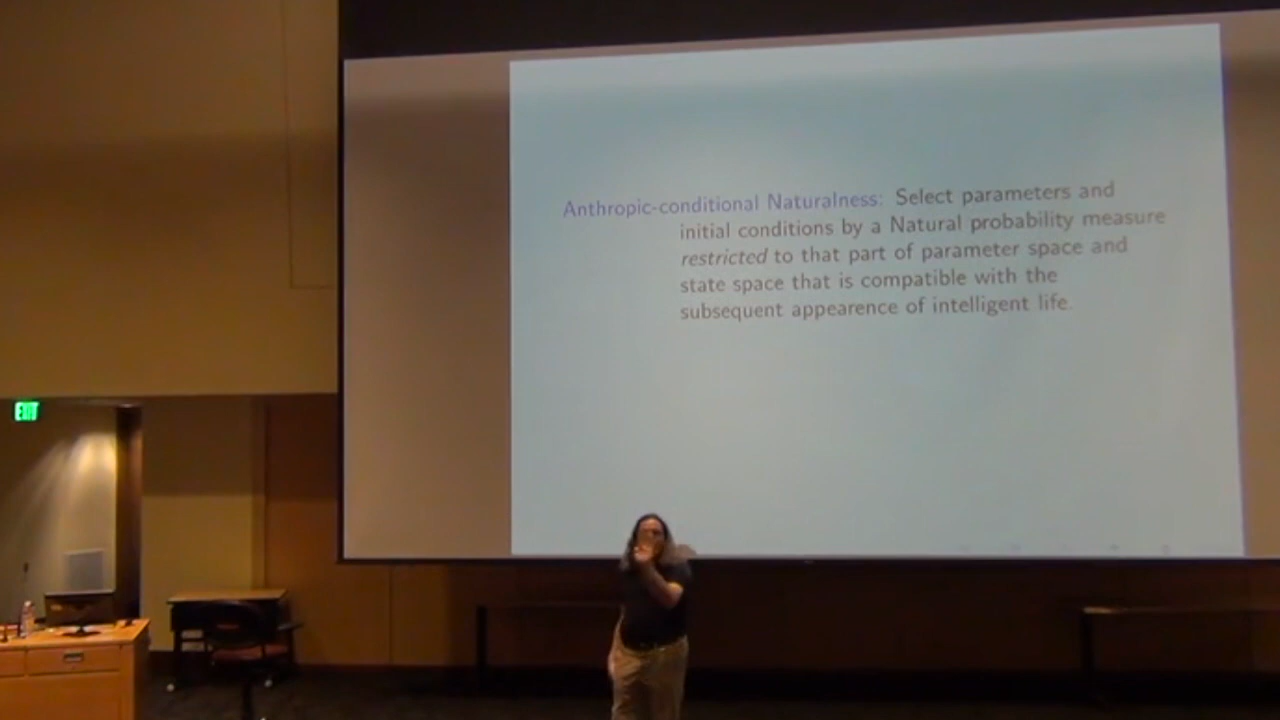 Anthropic-conditional Naturalness: Select parameters and
initial conditions by a Natural probability measure
restricted to that part of parameter space and
state space that is compatible with the
subsequent appearence of intelligent life.
EXIT